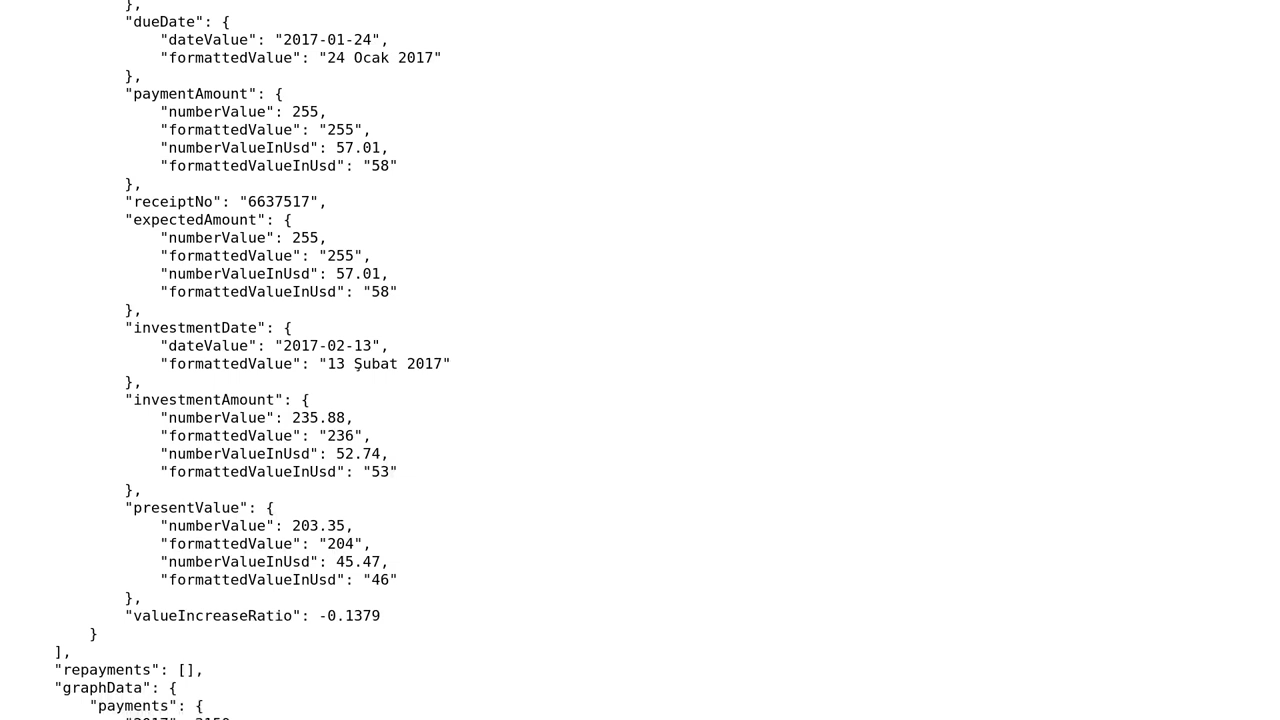 },
"dueDate": {
"dateValue": "2017-01-24",
"formattedValue": "24 Ocak 2017"
},
"paymentAmount": {
"numberValue": 255,
"formattedValue": "255",
"numberValueInUsd": 57.01,
"formattedValueInUsd": "58"
},
"receiptNo": "6637517",
"expectedAmount": {
"numberValue": 255,
"formattedValue": "255",
"numberValueInUsd": 57.01,
"formattedValueInUsd": "58"
},
"investmentDate": {
"dateValue": "2017-02-13",
"formattedValue": "13 Şubat 2017"
},
"investmentAmount": {
"numberValue": 235.88,
"formattedValue": "236",
"numberValueInUsd": 52.74,
"formattedValueInUsd": "53"
},
"presentValue": {
"numberValue": 203.35,
"formattedValue": "204",
"numberValueInUsd": 45.47,
"formattedValueInUsd": "46"
},
"valueIncreaseRatio": -0.1379
}
],
"repayments": [],
"graphData": {
"payments": {